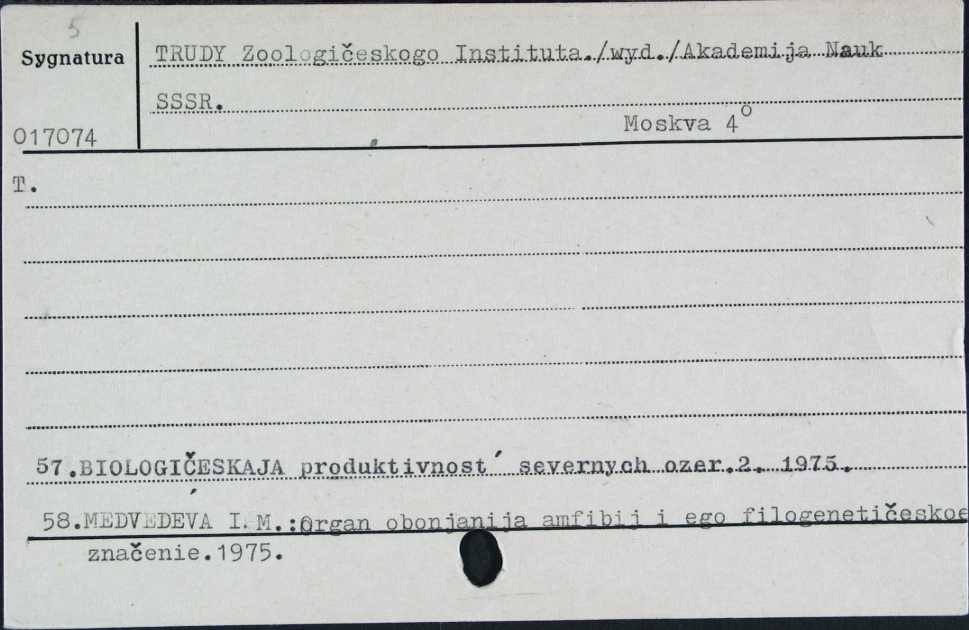 5
Sygnatura
TRUDY Zoologičeskogo Instituta./wyd./Akademija Nauk
SSSR.
Moskva 4°
017074
T.
57.BIOLOGIČESKAJA produktivnost´ severnych ozer.2. 1975.
58.MEDVEDEVA I.M.:Organ obonjanija amfibij i ego filogenetičeskoe
značenie.1975.